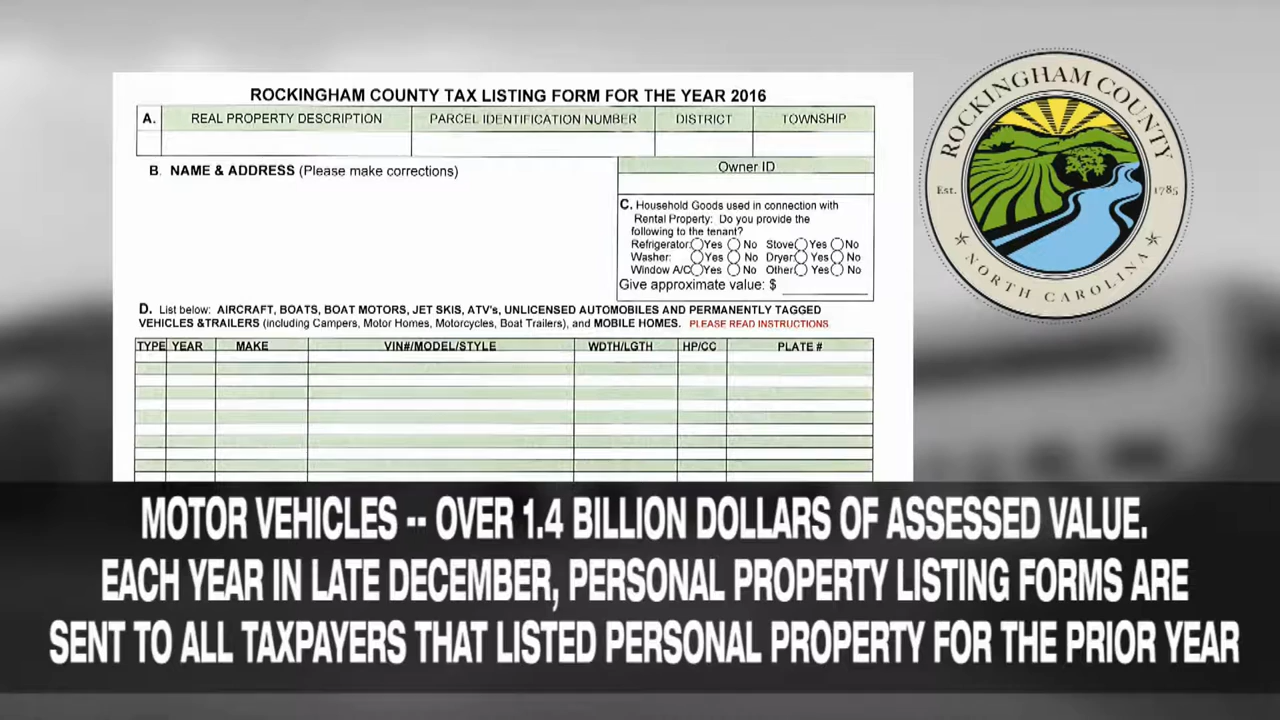 ROCKINGHAM COUNTY TAX LISTING FORM FOR THE YEAR 2016
A. REAL PROPERTY DESCRIPTION PARCEL IDENTIFICATION NUMBER DISTRICT TOWNSHIP
B. NAME & ADDRESS (Please make corrections)
Owner ID
C. Household Goods used in connection with
Rental Property: Do you provide the
following to the tenant?
Refrigerator: Yes No Stove Yes No
Washer: Yes No Dryer Yes No
Window A/C Yes No Other Yes No
Give approximate value: $
D. List below: AIRCRAFT, BOATS, BOAT MOTORS, JET SKIS, ATV's, UNLICENSED AUTOMOBILES AND PERMANENTLY TAGGED
VEHICLES &TRAILERS (including Campers, Motor Homes, Motorcycles, Boat Trailers), and MOBILE HOMES. PLEASE READ INSTRUCTIONS
TYPE YEAR MAKE VIN#/MODEL/STYLE WDTH/LGTH HP/CC PLATE #
ROCKINGHAM COUNTY
Est. 1785
NORTH CAROLINA
MOTOR VEHICLES -- OVER 1.4 BILLION DOLLARS OF ASSESSED VALUE.
EACH YEAR IN LATE DECEMBER, PERSONAL PROPERTY LISTING FORMS ARE
SENT TO ALL TAXPAYERS THAT LISTED PERSONAL PROPERTY FOR THE PRIOR YEAR